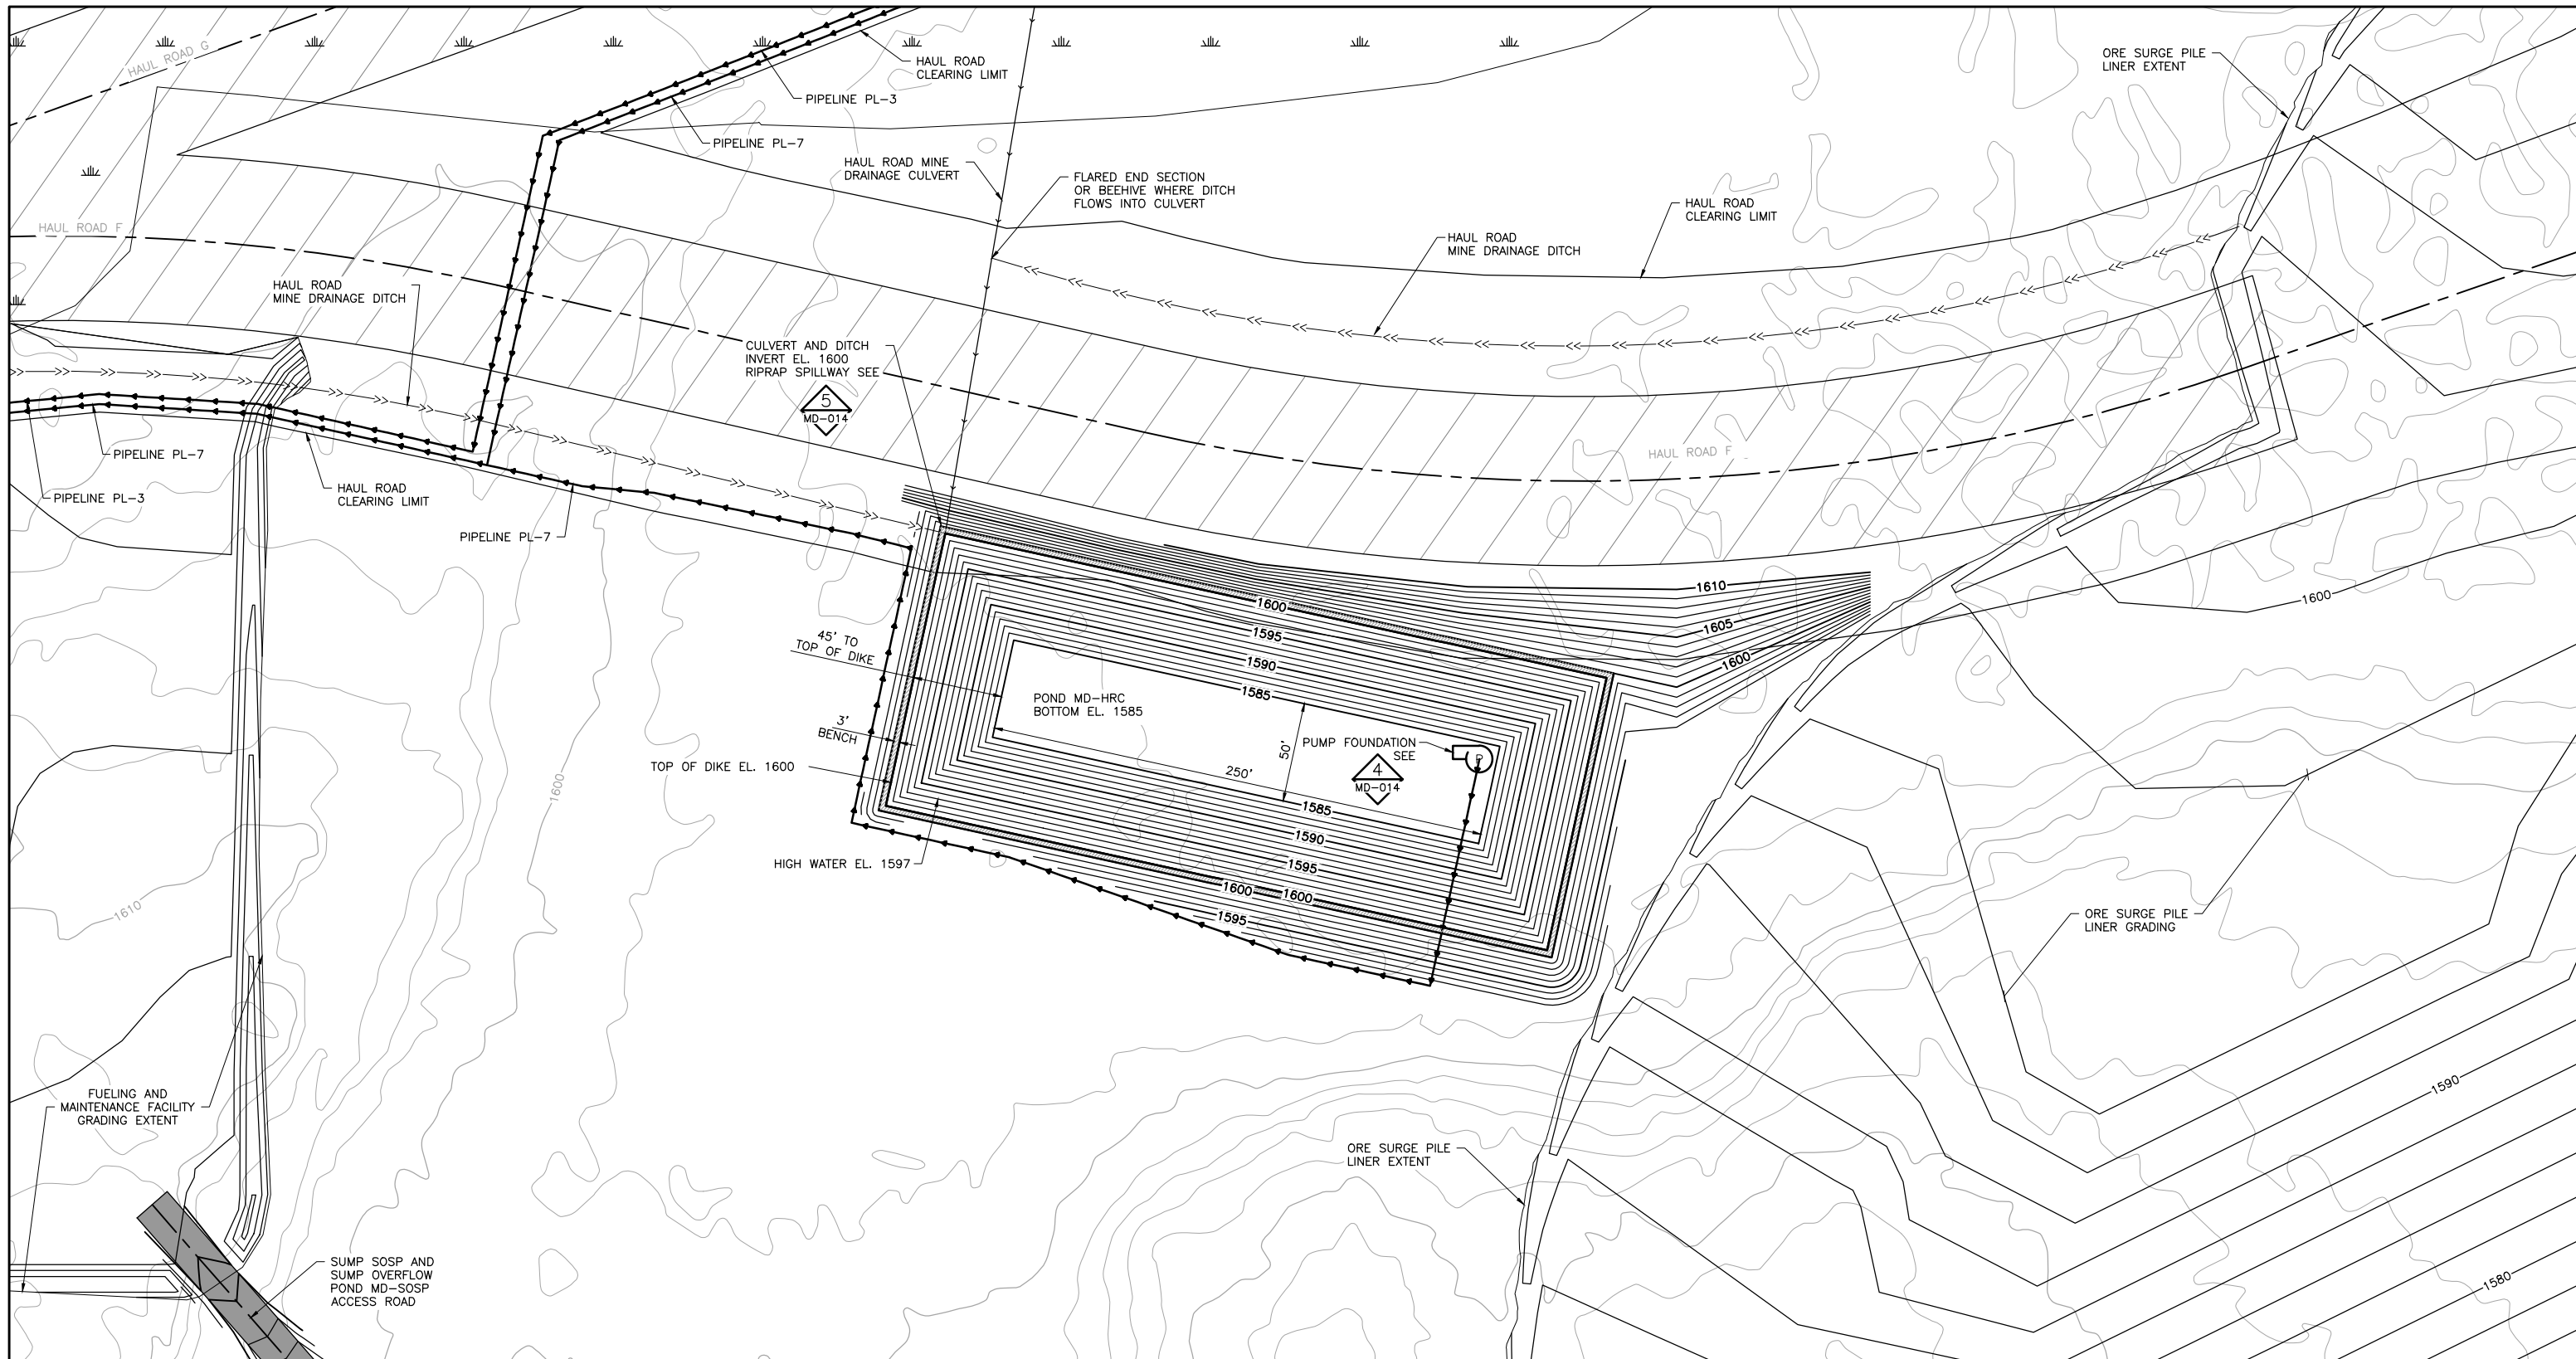 HAUL ROAD G
HAUL ROAD
CLEARING LIMIT
PIPELINE PL-3
PIPELINE PL-7
ORE SURGE PILE
LINER EXTENT
HAUL ROAD MINE
DRAINAGE CULVERT
FLARED END SECTION
OR BEEHIVE WHERE DITCH
FLOWS INTO CULVERT
HAUL ROAD
CLEARING LIMIT
HAUL ROAD F
HAUL ROAD
MINE DRAINAGE DITCH
HAUL ROAD
MINE DRAINAGE DITCH
CULVERT AND DITCH
INVERT EL. 1600
RIPRAP SPILLWAY SEE
5
MD-014
HAUL ROAD F
PIPELINE PL-7
PIPELINE PL-3
HAUL ROAD
CLEARING LIMIT
PIPELINE PL-7
1610
1605
1600
1600
1595
1590
1585
1600
45' TO
TOP OF DIKE
POND MD-HRC
BOTTOM EL. 1585
3'
BENCH
50'
250'
PUMP FOUNDATION
SEE
4
MD-014
P
TOP OF DIKE EL. 1600
HIGH WATER EL. 1597
1585
1590
1595
1600
1600
1595
1600
1610
ORE SURGE PILE
LINER GRADING
FUELING AND
MAINTENANCE FACILITY
GRADING EXTENT
1590
ORE SURGE PILE
LINER EXTENT
SUMP SOSP AND
SUMP OVERFLOW
POND MD-SOSP
ACCESS ROAD
1580